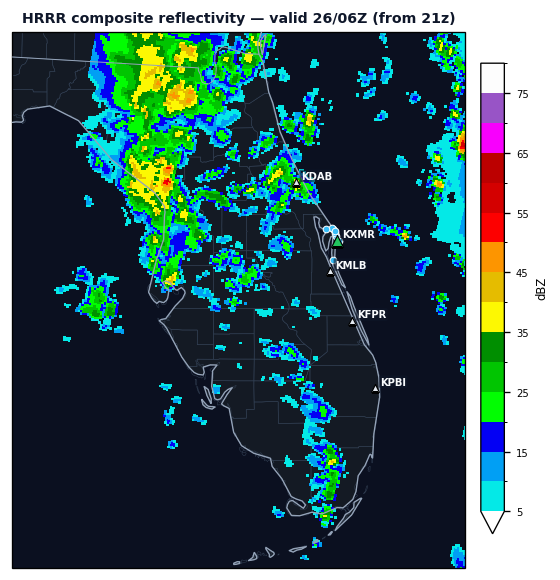 HRRR composite reflectivity — valid 26/06Z (from 21z)
KDAB
KXMR
KMLB
KFPR
KPBI
75
65
55
45
35
25
15
5
dBZ